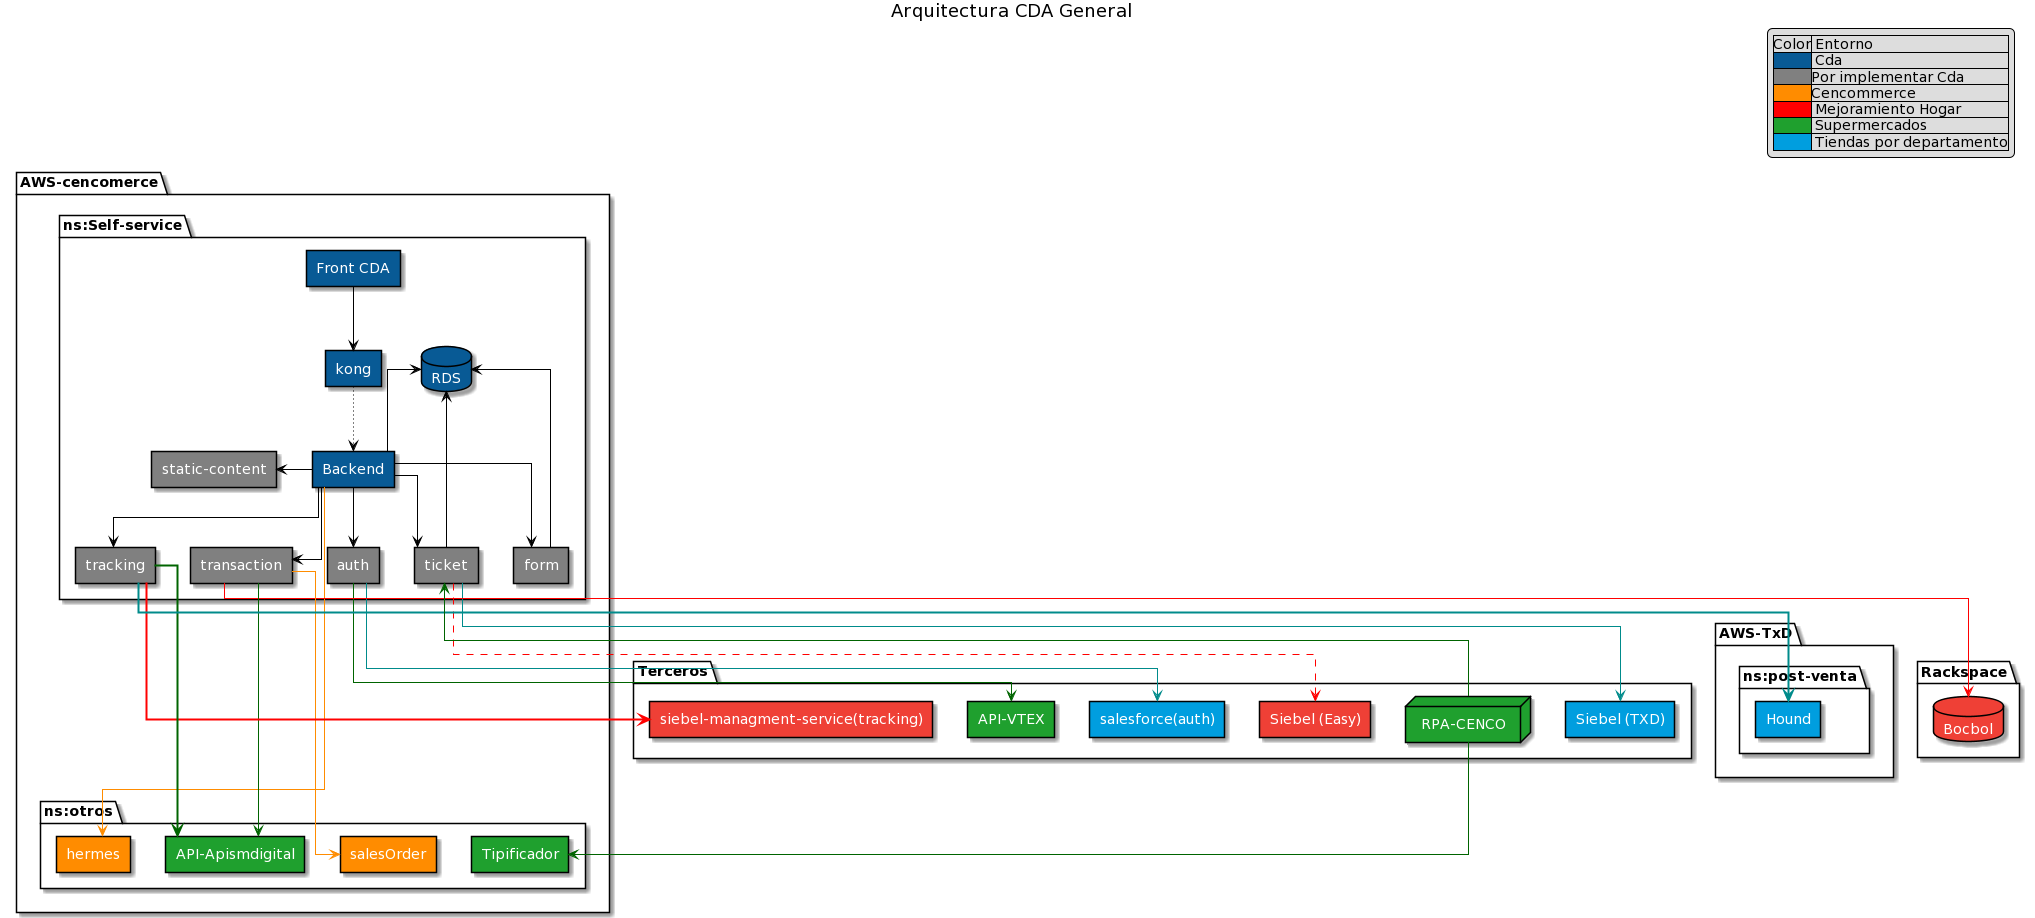 Arquitectura CDA General
Color Entorno
Cda
Por implementar Cda
Cencommerce
Mejoramiento Hogar
Supermercados
Tiendas por departamento
AWS-cencomerce
ns:Self-service
Front CDA
kong
RDS
static-content
Backend
tracking
transaction
auth
ticket
form
AWS-TxD
Terceros
ns:post-venta
Rackspace
siebel-managment-service(tracking)
API-VTEX
salesforce(auth)
Siebel (Easy)
RPA-CENCO
Siebel (TXD)
Hound
Bocbol
ns:otros
hermes
API-Apismdigital
salesOrder
Tipificador